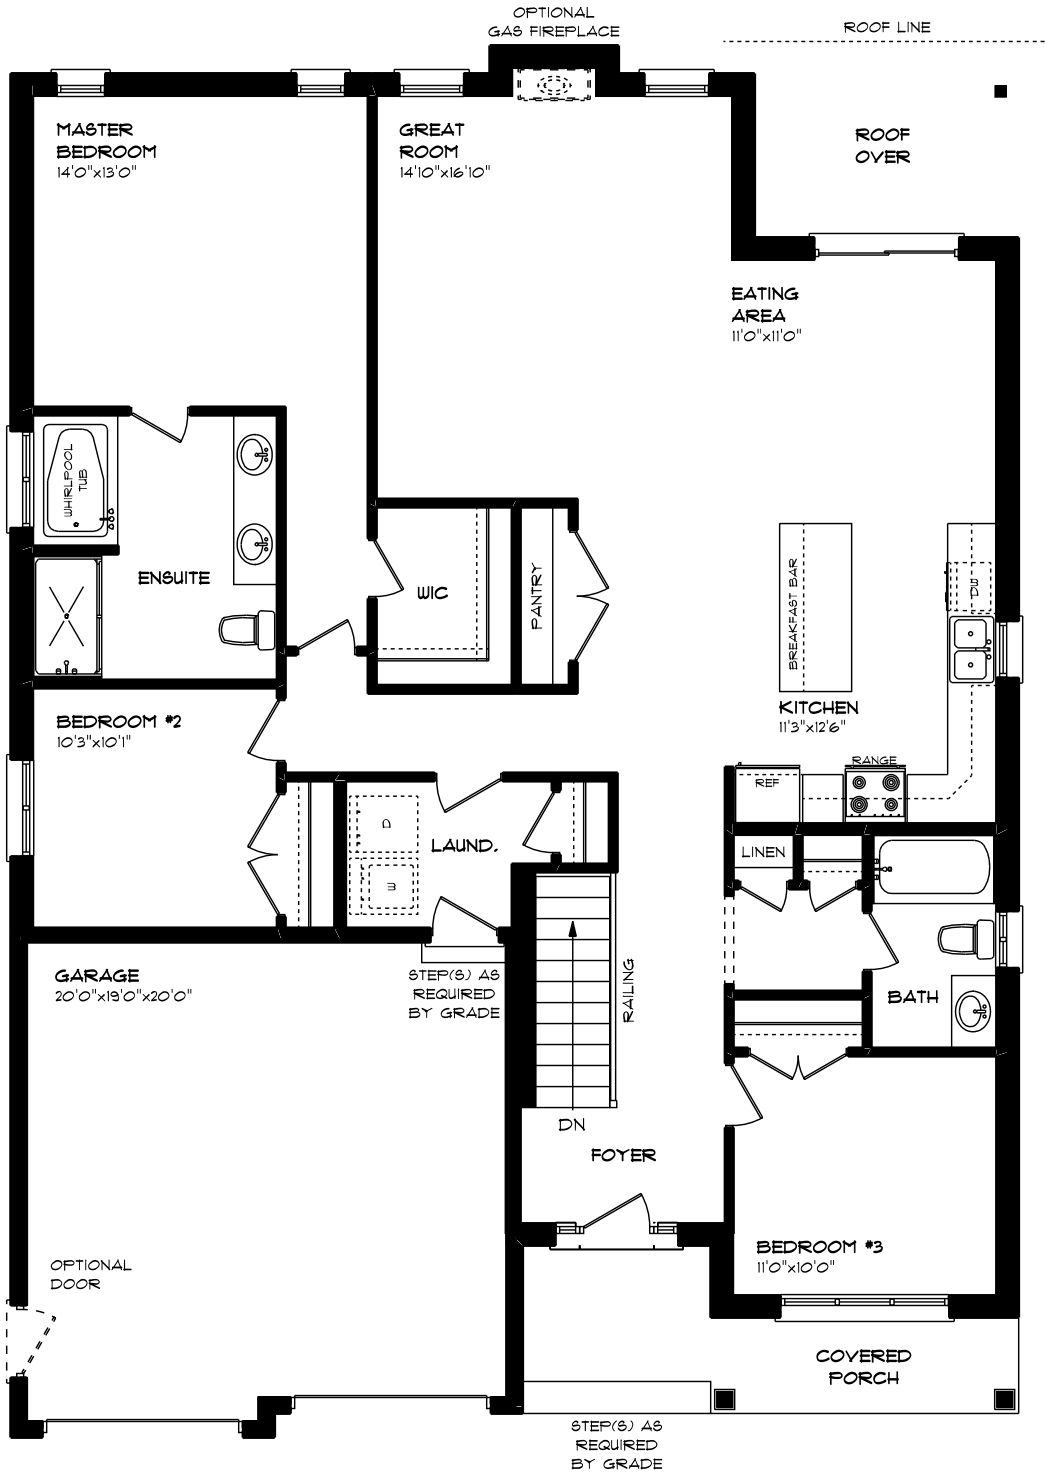 OPTIONAL
GAS FIREPLACE
ROOF LINE
MASTER
BEDROOM
14'0"x13'0"
GREAT
ROOM
14'10"x16'10"
ROOF
OVER
EATING
AREA
11'0"x11'0"
WHIRLPOOL
TUB
ENSUITE
WIC
PANTRY
BREAKFAST BAR
DW
KITCHEN
11'3"x12'6"
BEDROOM #2
10'3"x10'1"
RANGE
REF
D
W
LAUND.
LINEN
GARAGE
20'0"x19'0"x20'0"
STEP(S) AS
REQUIRED
BY GRADE
RAILING
BATH
DN
FOYER
BEDROOM #3
11'0"x10'0"
OPTIONAL
DOOR
COVERED
PORCH
STEP(S) AS
REQUIRED
BY GRADE